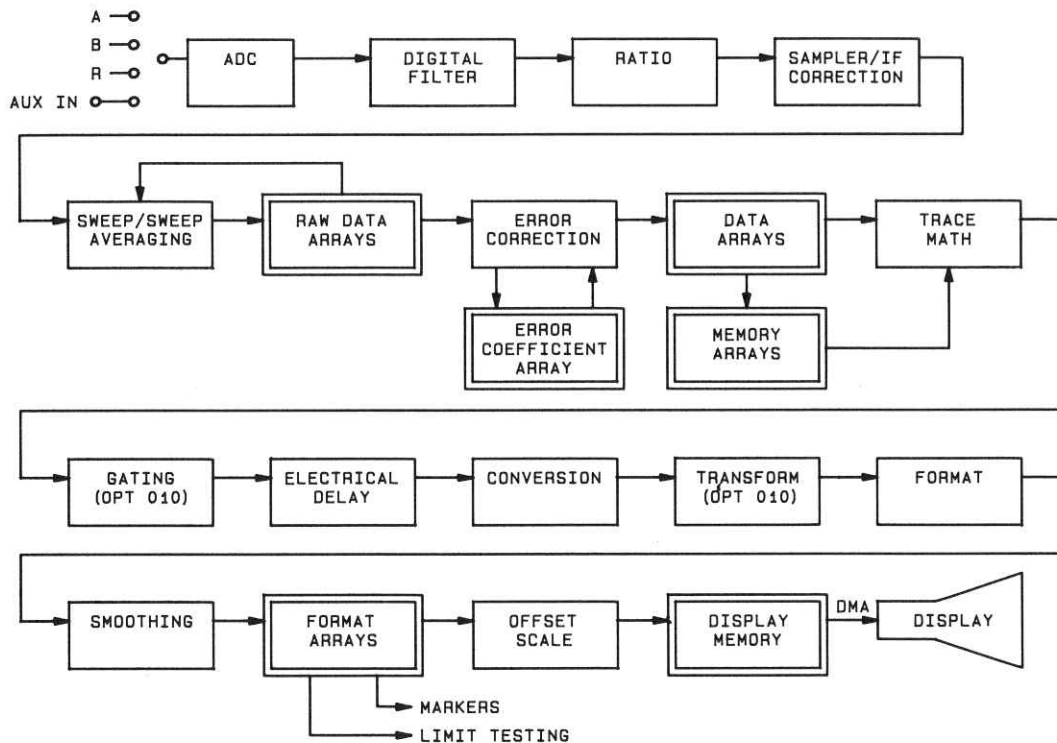 A
B
R
AUX IN
ADC
DIGITAL
FILTER
RATIO
SAMPLER/IF
CORRECTION
SWEEP/SWEEP
AVERAGING
RAW DATA
ARRAYS
ERROR
CORRECTION
DATA
ARRAYS
TRACE
MATH
ERROR
COEFFICIENT
ARRAY
MEMORY
ARRAYS
GATING
(OPT 010)
ELECTRICAL
DELAY
CONVERSION
TRANSFORM
(OPT 010)
FORMAT
SMOOTHING
FORMAT
ARRAYS
OFFSET
SCALE
DISPLAY
MEMORY
DMA
DISPLAY
MARKERS
LIMIT TESTING